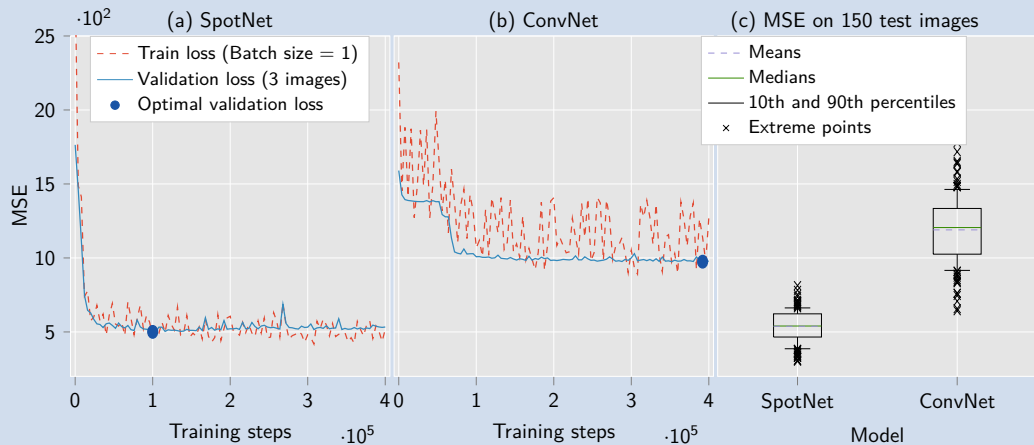 ·10²
(a) SpotNet
(b) ConvNet
(c) MSE on 150 test images
25
20
15
10
5
MSE
Train loss (Batch size = 1)
Validation loss (3 images)
Optimal validation loss
Means
Medians
10th and 90th percentiles
Extreme points
0 1 2 3 4
0 1 2 3 4
SpotNet ConvNet
Training steps ·10⁵
Training steps ·10⁵
Model